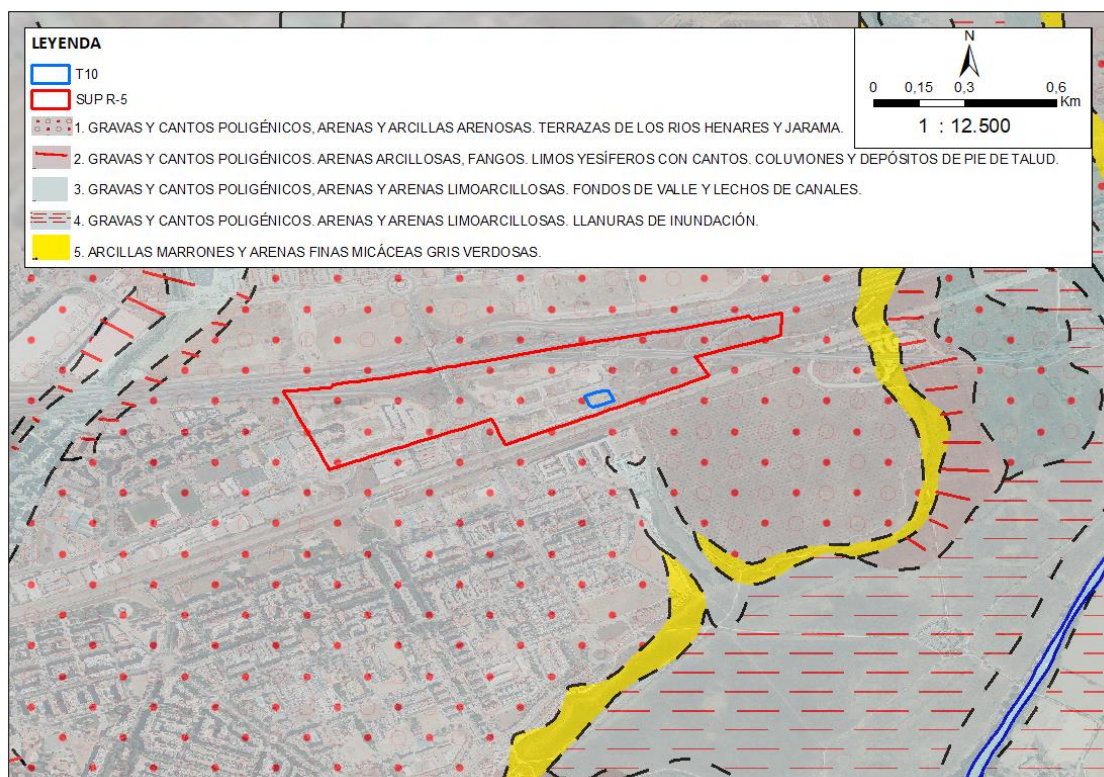 LEYENDA
T10
SUP R-5
1. GRAVAS Y CANTOS POLIGÉNICOS, ARENAS Y ARCILLAS ARENOSAS. TERRAZAS DE LOS RIOS HENARES Y JARAMA.
2. GRAVAS Y CANTOS POLIGÉNICOS. ARENAS ARCILLOSAS, FANGOS. LIMOS YESÍFEROS CON CANTOS. COLUVIONES Y DEPÓSITOS DE PIE DE TALUD.
3. GRAVAS Y CANTOS POLIGÉNICOS, ARENAS Y ARENAS LIMOARCILLOSAS. FONDOS DE VALLE Y LECHOS DE CANALES.
4. GRAVAS Y CANTOS POLIGÉNICOS. ARENAS Y ARENAS LIMOARCILLOSAS. LLANURAS DE INUNDACIÓN.
5. ARCILLAS MARRONES Y ARENAS FINAS MICÁCEAS GRIS VERDOSAS.
N
0 0,15 0,3 0,6
Km
1 : 12.500